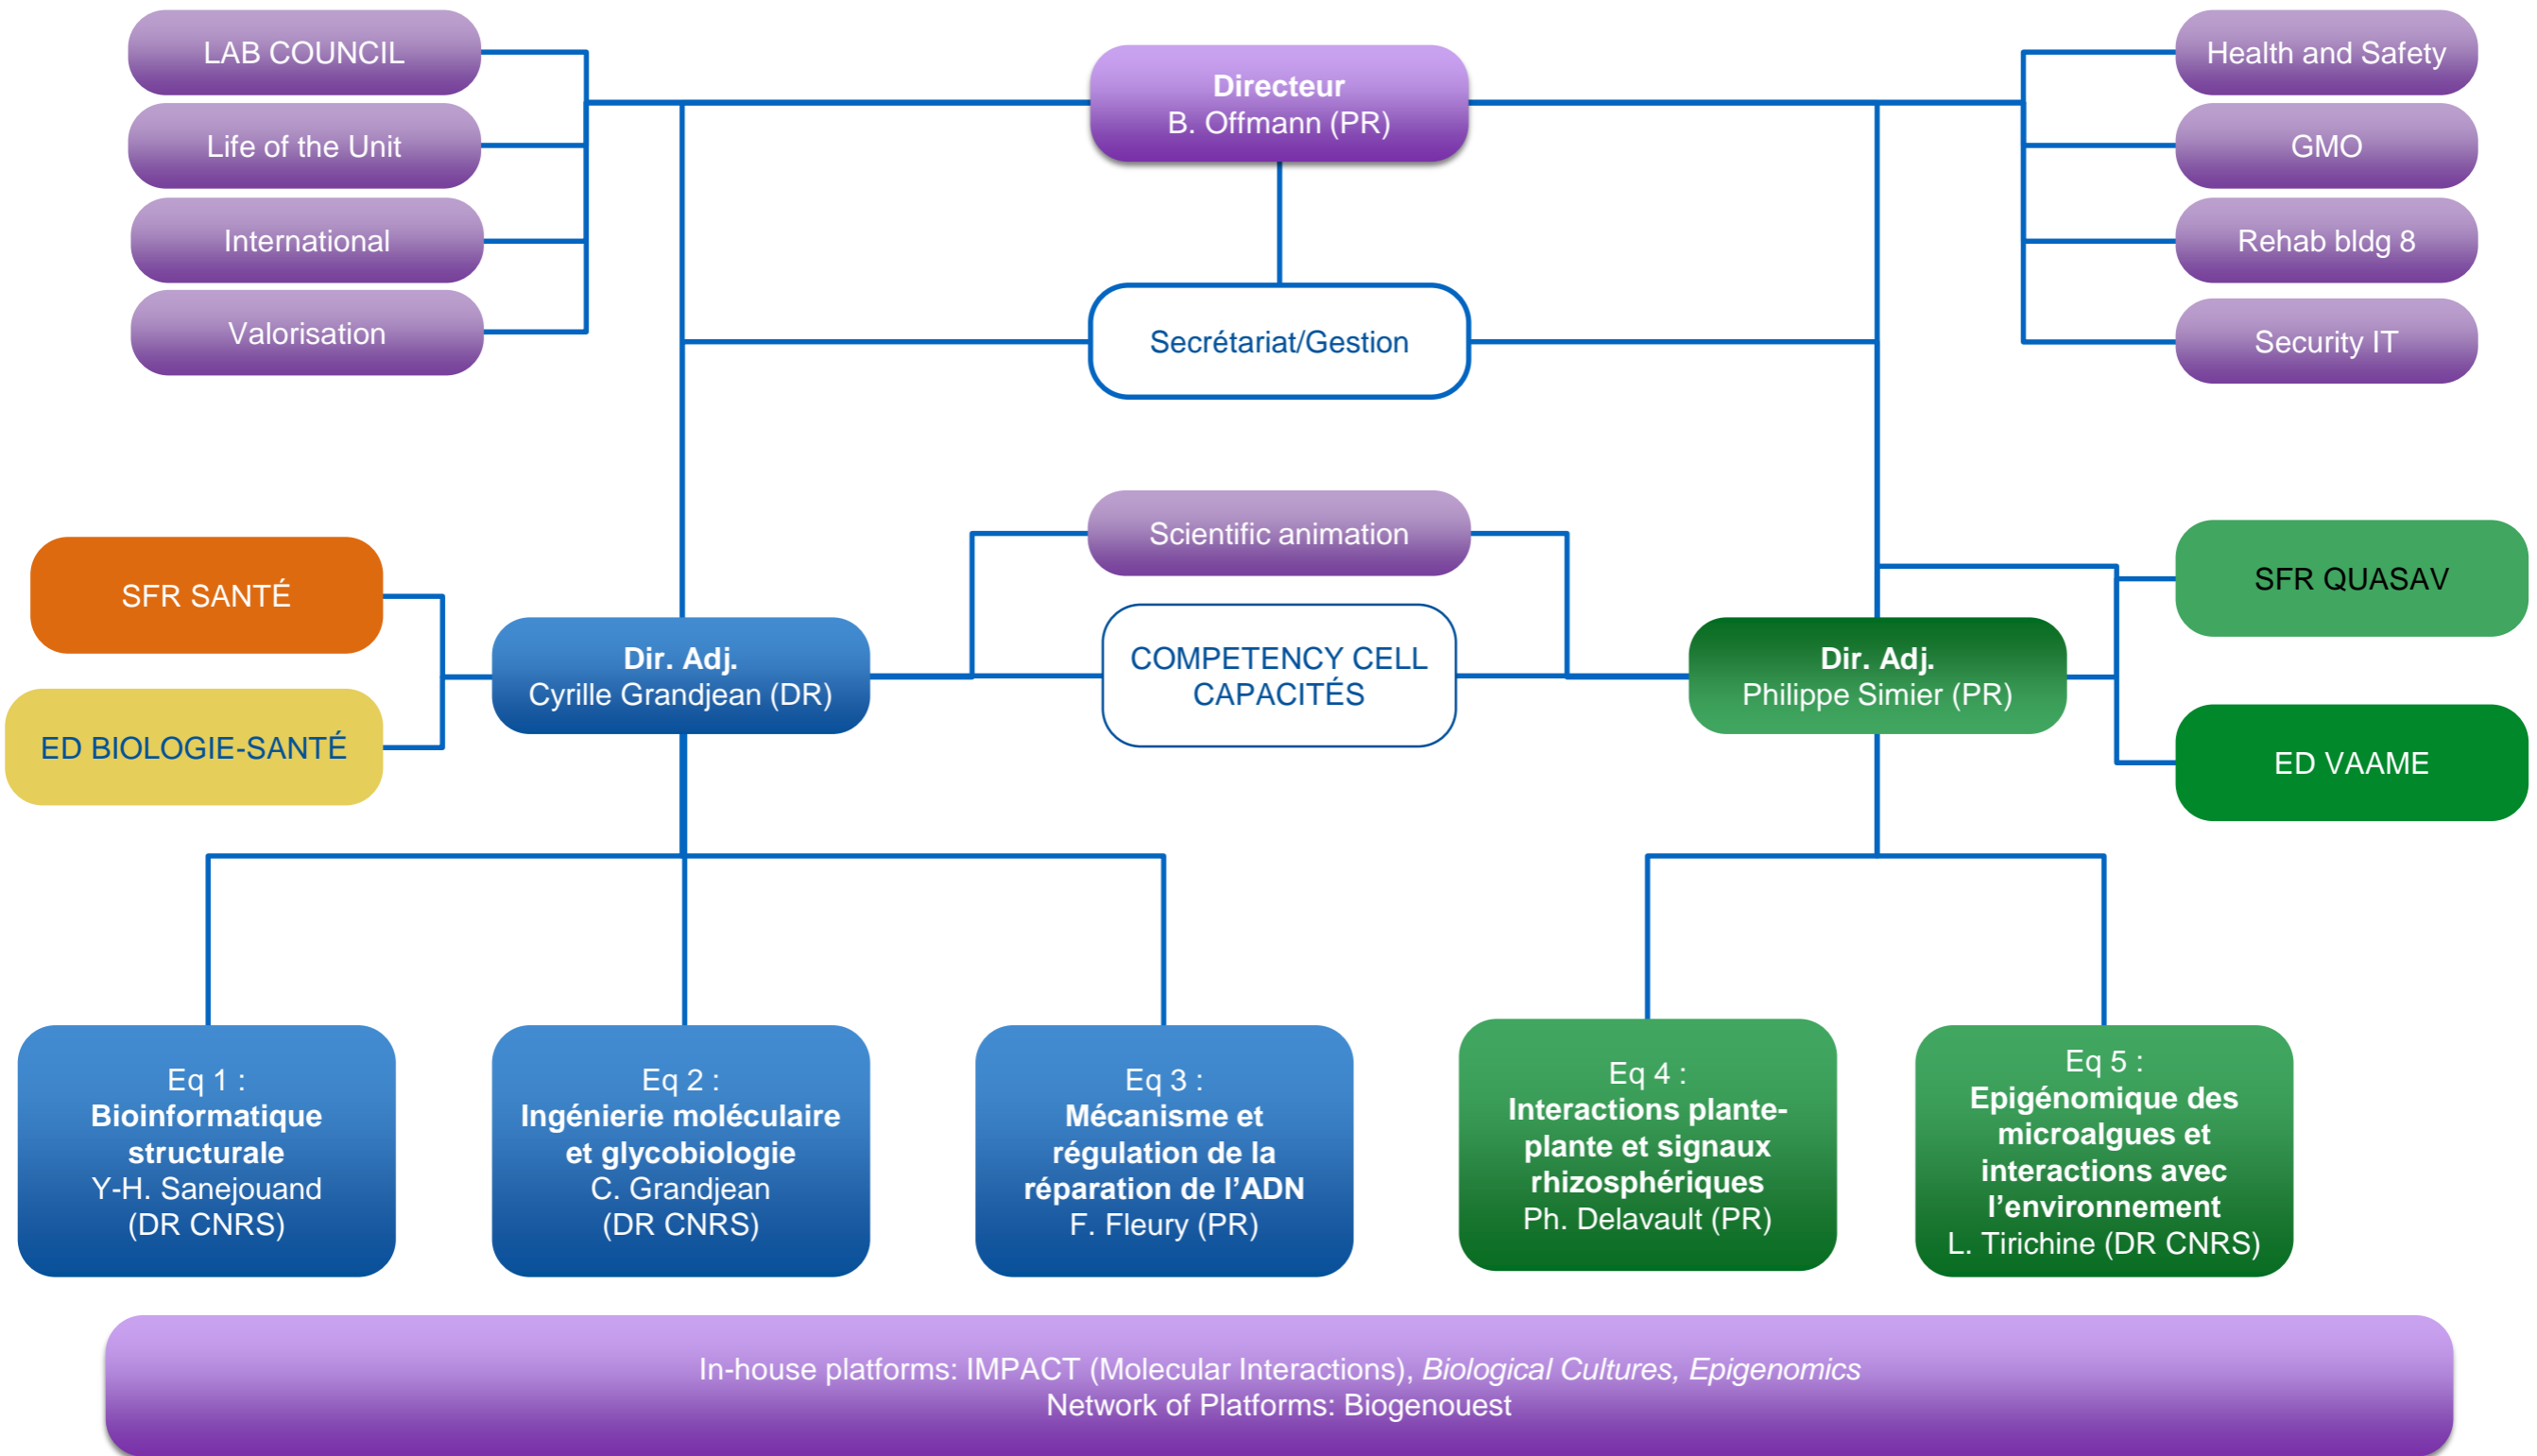 LAB COUNCIL
Life of the Unit
International
Valorisation
Directeur
B. Offmann (PR)
Health and Safety
GMO
Rehab bldg 8
Security IT
Secrétariat/Gestion
Scientific animation
SFR SANTÉ
ED BIOLOGIE-SANTÉ
Dir. Adj.
Cyrille Grandjean (DR)
COMPETENCY CELL
CAPACITÉS
Dir. Adj.
Philippe Simier (PR)
SFR QUASAV
ED VAAME
Eq 1 :
Bioinformatique
structurale
Y-H. Sanejouand
(DR CNRS)
Eq 2 :
Ingénierie moléculaire
et glycobiologie
C. Grandjean
(DR CNRS)
Eq 3 :
Mécanisme et
régulation de la
réparation de l’ADN
F. Fleury (PR)
Eq 4 :
Interactions plante-
plante et signaux
rhizosphériques
Ph. Delavault (PR)
Eq 5 :
Epigénomique des
microalgues et
interactions avec
l’environnement
L. Tirichine (DR CNRS)
In-house platforms: IMPACT (Molecular Interactions), Biological Cultures, Epigenomics
Network of Platforms: Biogenouest